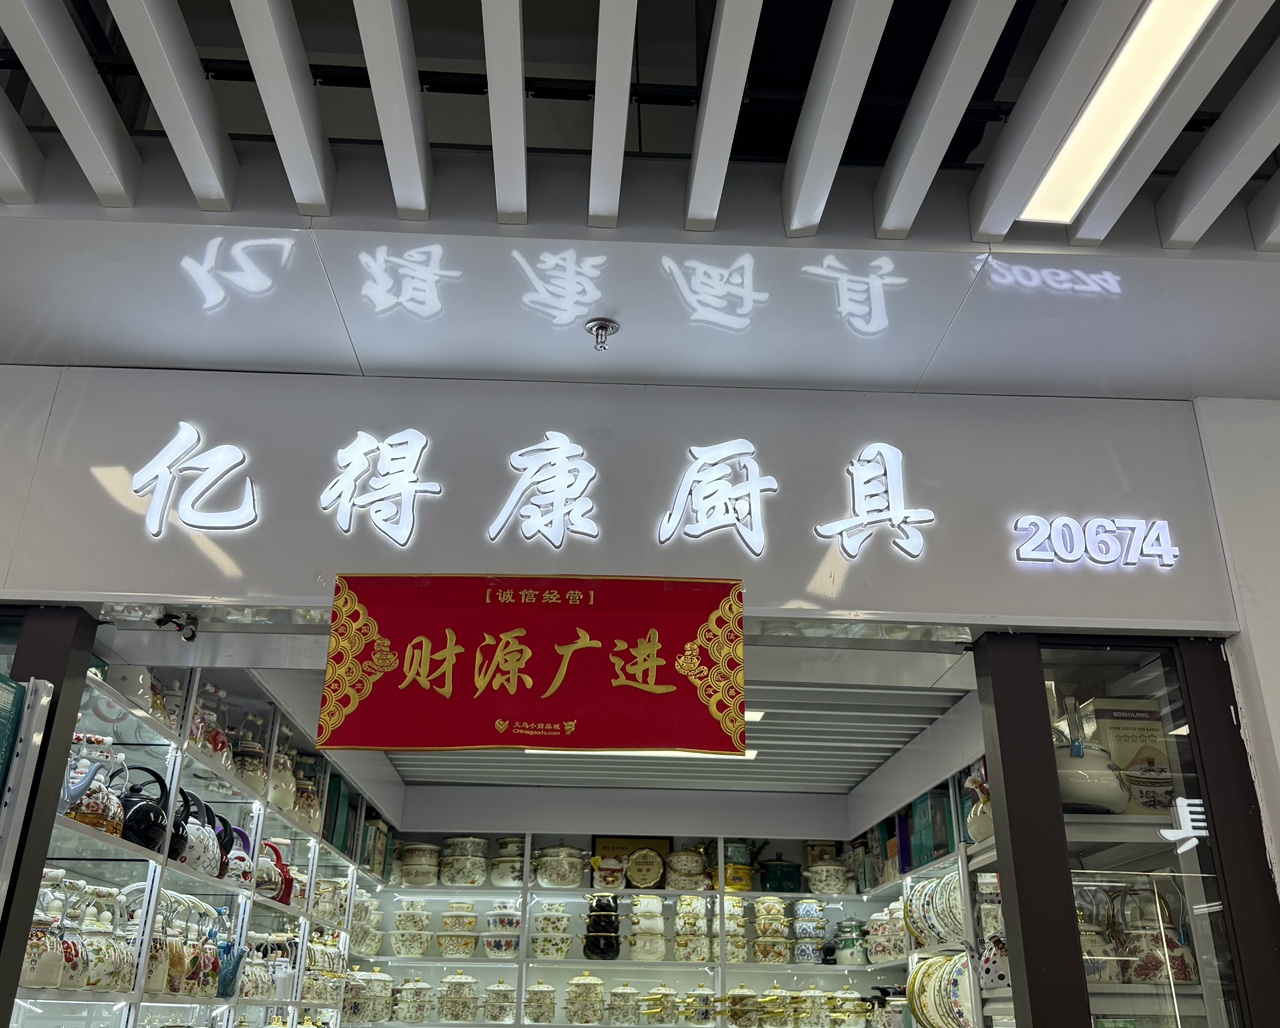 亿得康厨具 20674
【诚信经营】
财源广进
义乌小商品城
Chinagoods.com
BOSHILANG